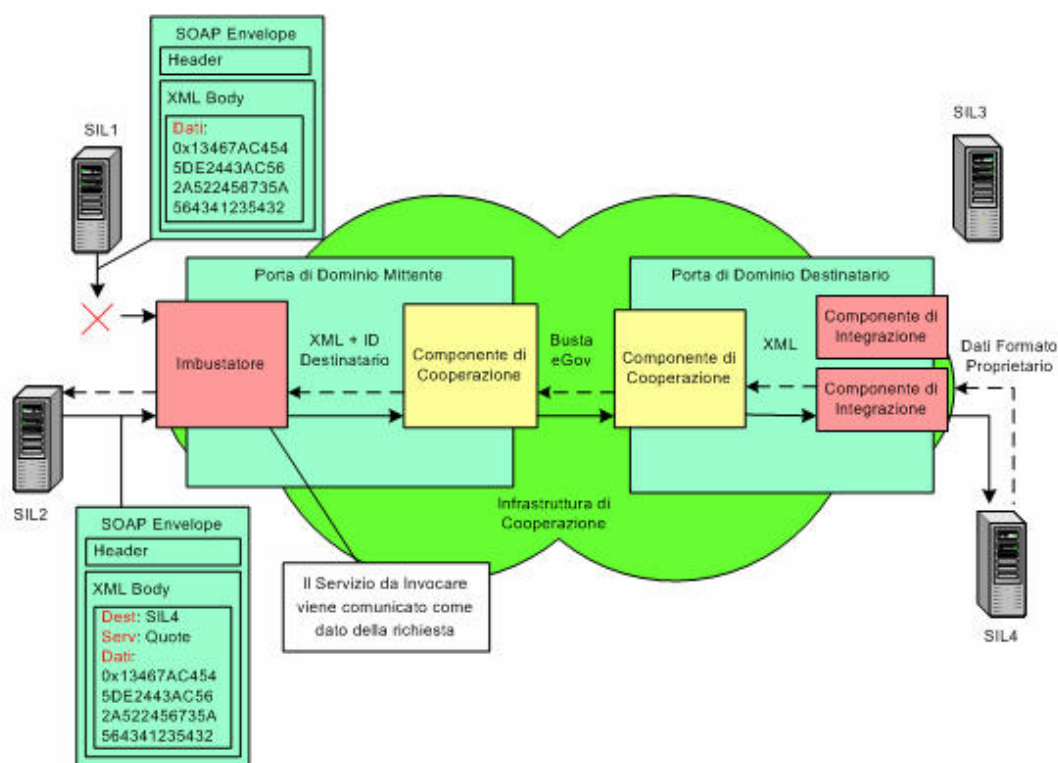 SOAP Envelope
Header
XML Body
Dati:
0x13467AC454
5DE2443AC56
2A522456735A
564341235432
SIL1
SIL3
Porta di Dominio Mittente
Porta di Dominio Destinatario
Imbustatore
XML + ID
Destinatario
Componente di
Cooperazione
Busta
eGov
Componente di
Cooperazione
XML
Componente di
Integrazione
Componente di
Integrazione
Dati Formato
Proprietario
SIL2
Infrastruttura di
Cooperazione
SOAP Envelope
Header
XML Body
Dest: SIL4
Serv: Quote
Dati:
0x13467AC454
5DE2443AC56
2A522456735A
564341235432
Il Servizio da Invocare
viene comunicato come
dato della richiesta
SIL4